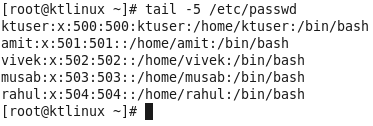 [root@ktlinux ~]# tail -5 /etc/passwd
ktuser:x:500:500:ktuser:/home/ktuser:/bin/bash
amit:x:501:501::/home/amit:/bin/bash
vivek:x:502:502::/home/vivek:/bin/bash
musab:x:503:503::/home/musab:/bin/bash
rahul:x:504:504::/home/rahul:/bin/bash
[root@ktlinux ~]#